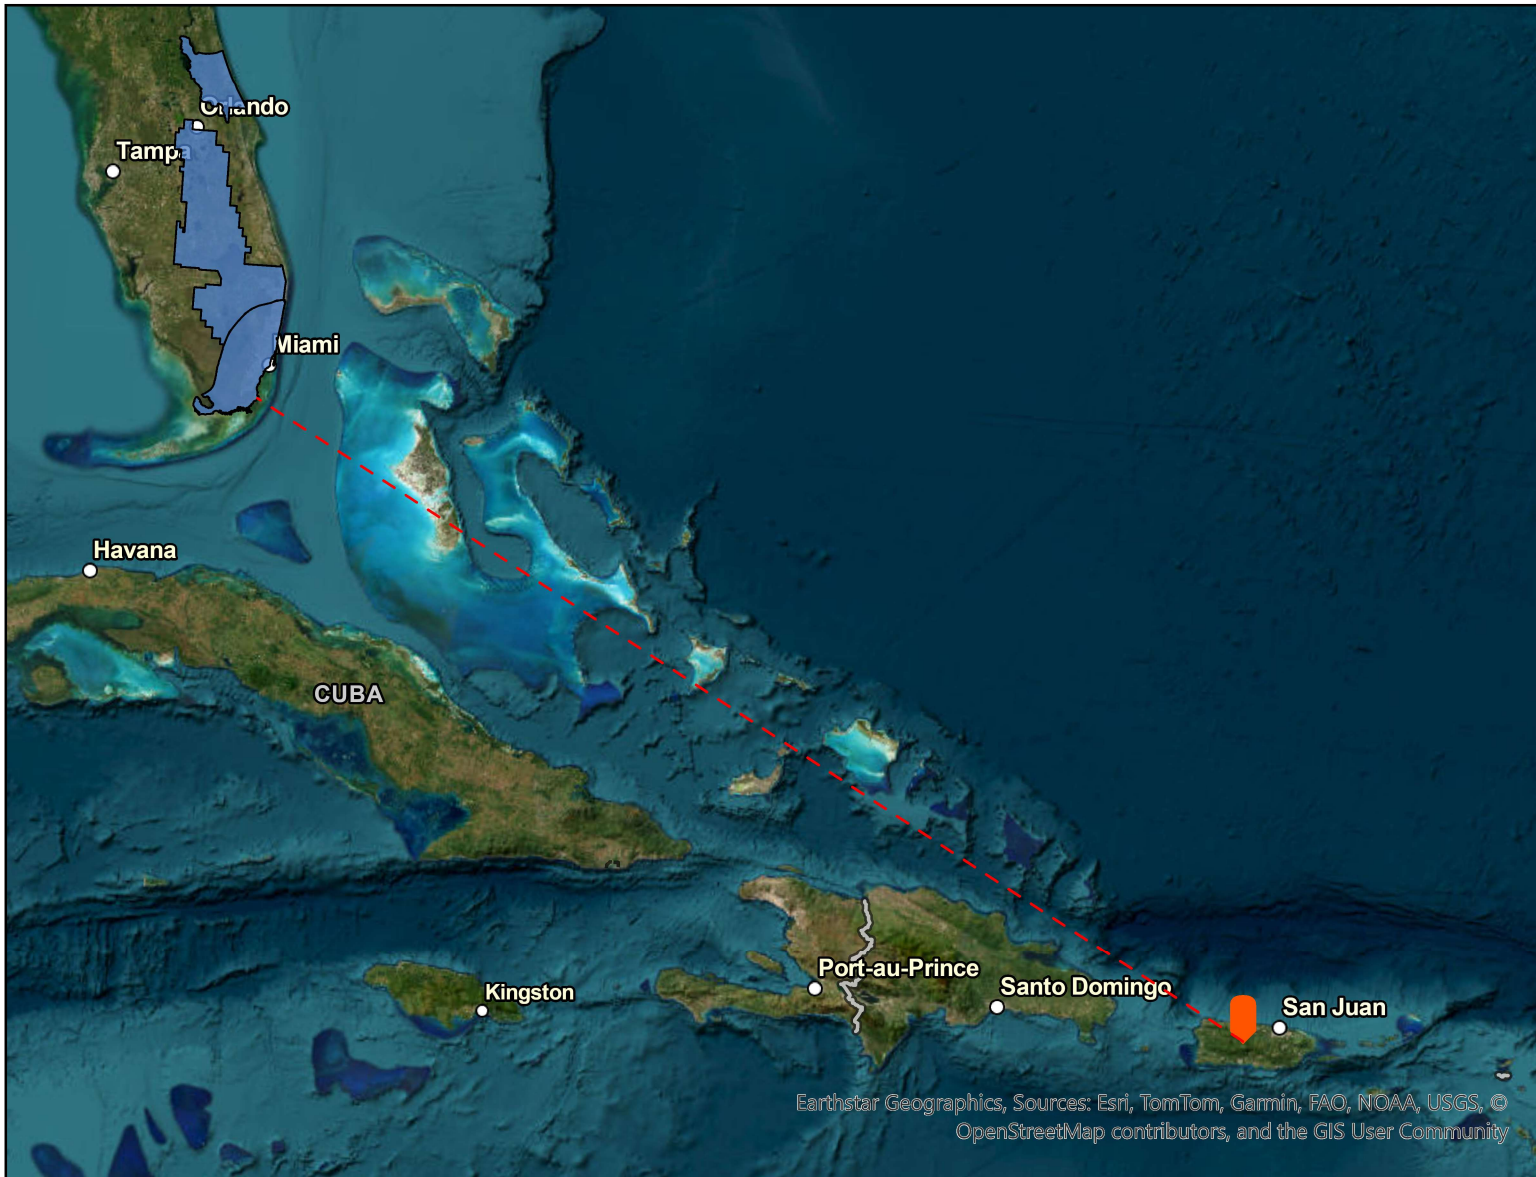 Orlando
Tampa
Miami
Havana
CUBA
Port-au-Prince
Kingston
Santo Domingo
San Juan
Earthstar Geographics, Sources: Esri, TomTom, Garmin, FAO, NOAA, USGS, ©
OpenStreetMap contributors, and the GIS User Community